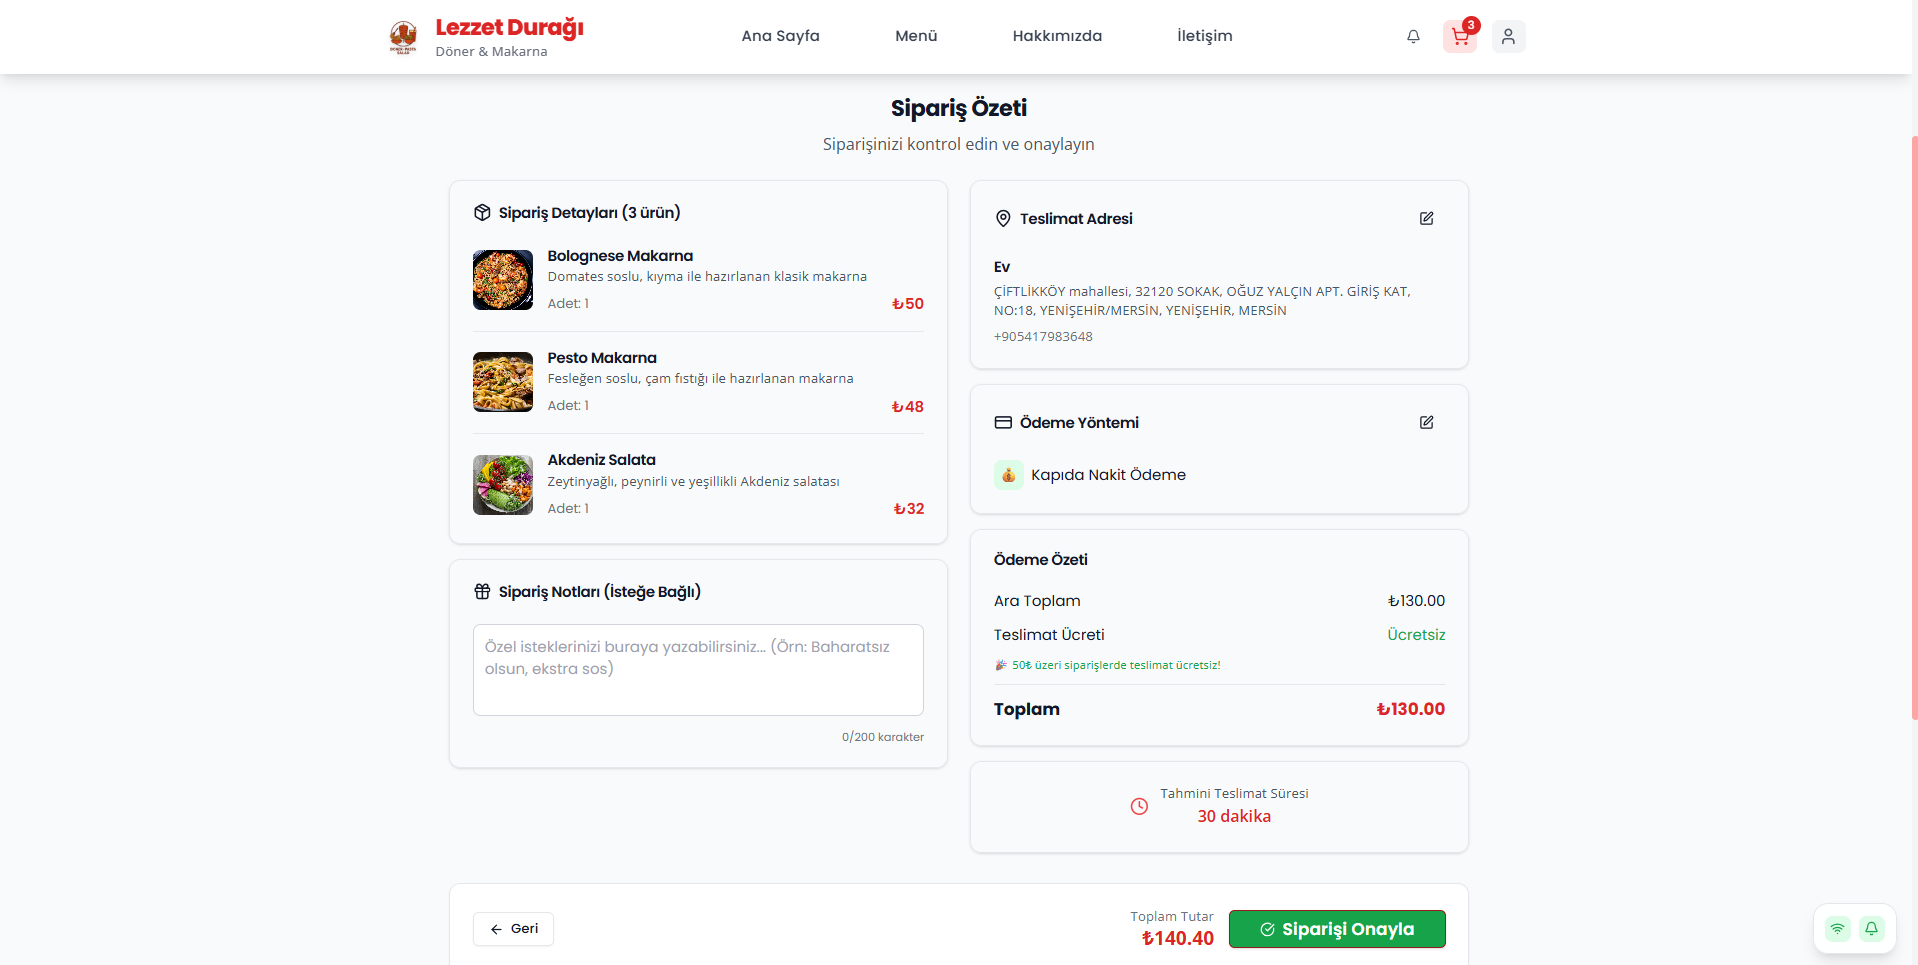 Lezzet Durağı
Döner & Makarna
Ana Sayfa
Menü
Hakkımızda
İletişim
3
Sipariş Özeti
Siparişinizi kontrol edin ve onaylayın
Sipariş Detayları (3 ürün)
Bolognese Makarna
Domates soslu, kıyma ile hazırlanan klasik makarna
Adet: 1
₺50
Pesto Makarna
Fesleğen soslu, çam fıstığı ile hazırlanan makarna
Adet: 1
₺48
Akdeniz Salata
Zeytinyağlı, peynirli ve yeşillikli Akdeniz salatası
Adet: 1
₺32
Sipariş Notları (İsteğe Bağlı)
Özel isteklerinizi buraya yazabilirsiniz... (Örn: Baharatsız
olsun, ekstra sos)
0/200 karakter
Teslimat Adresi
Ev
ÇİFTLİKKÖY mahallesi, 32120 SOKAK, OĞUZ YALÇIN APT. GİRİŞ KAT,
NO:18, YENİŞEHİR/MERSİN, YENİŞEHİR, MERSİN
+905417983648
Ödeme Yöntemi
Kapıda Nakit Ödeme
Ödeme Özeti
Ara Toplam
₺130.00
Teslimat Ücreti
Ücretsiz
50₺ üzeri siparişlerde teslimat ücretsiz!
Toplam
₺130.00
Tahmini Teslimat Süresi
30 dakika
Geri
Toplam Tutar
₺140.40
Siparişi Onayla